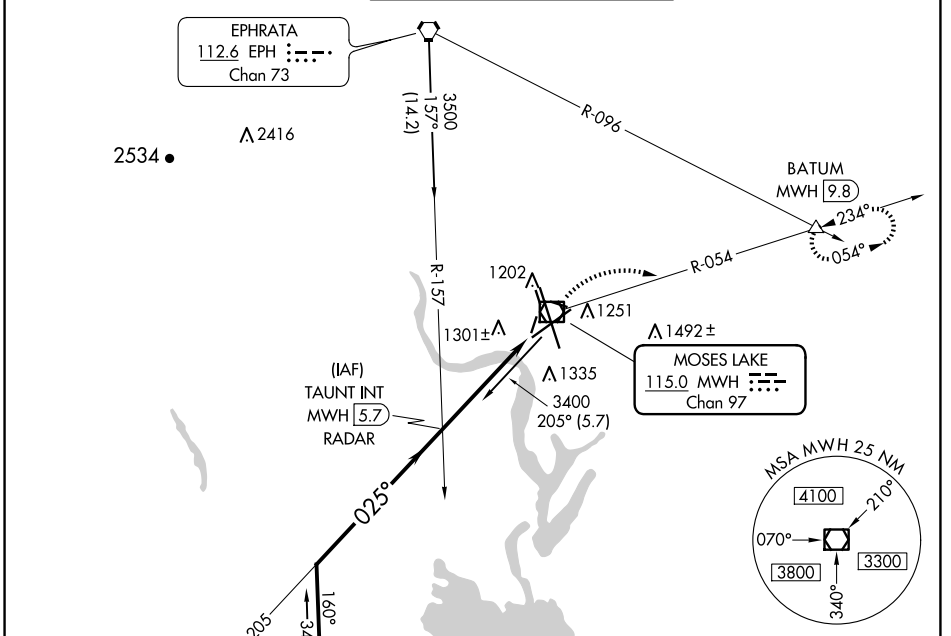 EPHRATA
112.6 EPH
Chan 73
3500
157°
(14.2)
2416
2534
R-096
BATUM
MWH 9.8
234°
054°
R-054
R-157
1202
1251
1301±
1492±
MOSES LAKE
115.0 MWH
Chan 97
(IAF)
TAUNT INT
MWH 5.7
RADAR
1335
3400
205° (5.7)
025°
MSA MWH 25 NM
4100
210°
070°
3800
3300
340°
205
160°